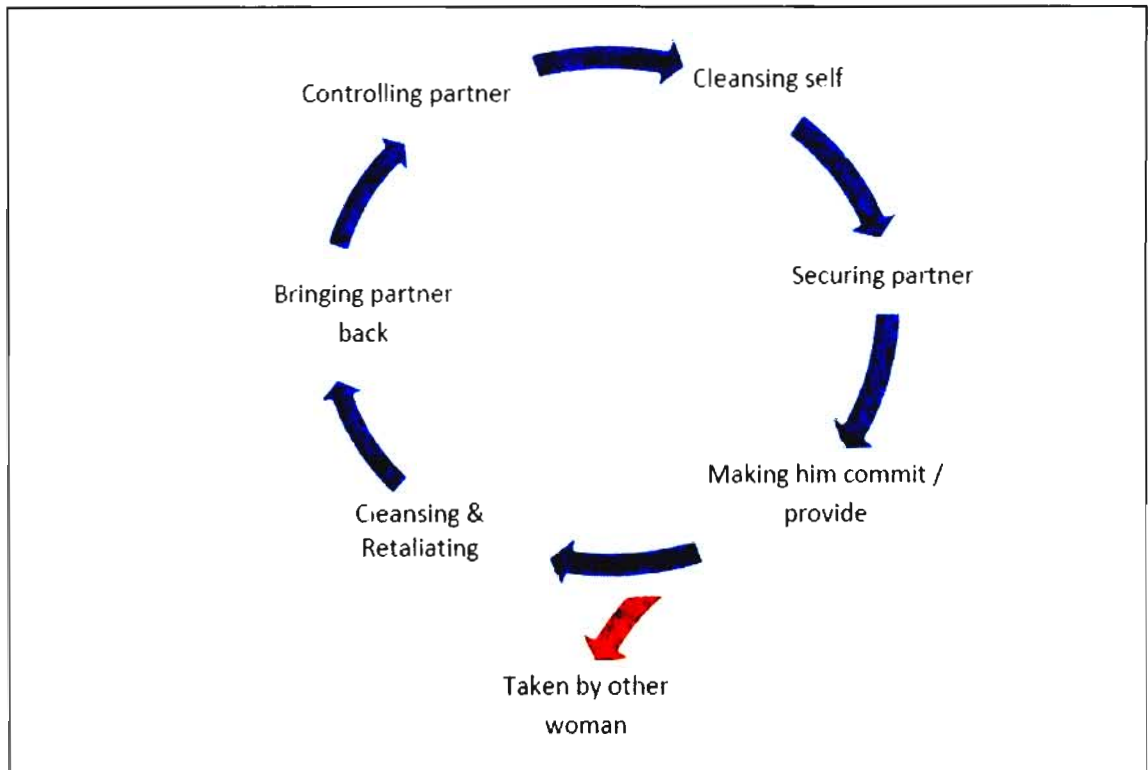 Controlling partner
Cleansing self
Securing partner
Bringing partner
back
Making him commit /
provide
Cleansing &
Retaliating
Taken by other
woman